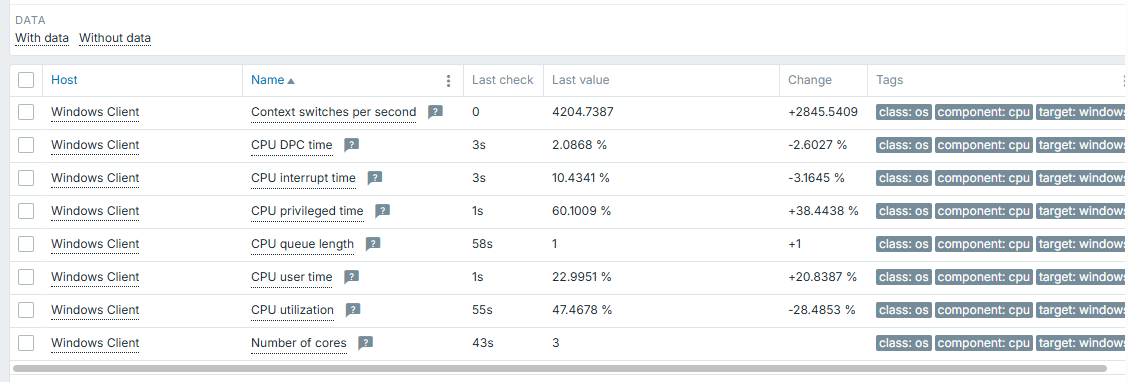 DATA
With data Without data
Host Name Last check Last value Change Tags
Windows Client Context switches per second ? 0 4204.7387 +2845.5409 class: os component: cpu target: windows
Windows Client CPU DPC time ? 3s 2.0868 % -2.6027 % class: os component: cpu target: windows
Windows Client CPU interrupt time ? 3s 10.4341 % -3.1645 % class: os component: cpu target: windows
Windows Client CPU privileged time ? 1s 60.1009 % +38.4438 % class: os component: cpu target: windows
Windows Client CPU queue length ? 58s 1 +1 class: os component: cpu target: windows
Windows Client CPU user time ? 1s 22.9951 % +20.8387 % class: os component: cpu target: windows
Windows Client CPU utilization ? 55s 47.4678 % -28.4853 % class: os component: cpu target: windows
Windows Client Number of cores ? 43s 3 class: os component: cpu target: windows